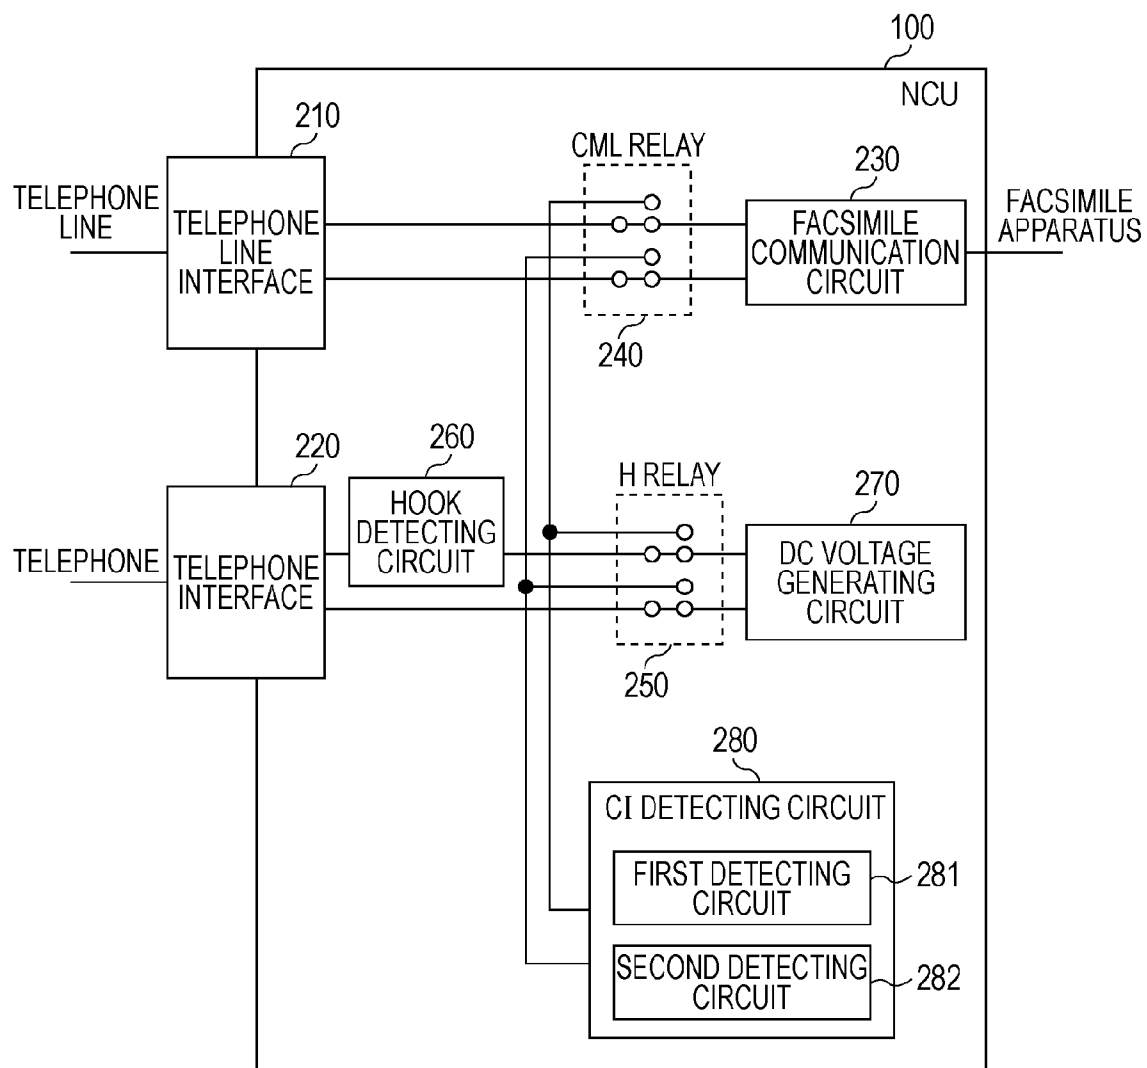 100
NCU
210
CML RELAY
230
TELEPHONE
LINE
TELEPHONE
LINE
INTERFACE
FACSIMILE
COMMUNICATION
CIRCUIT
FACSIMILE
APPARATUS
240
220
260
H RELAY
270
TELEPHONE
TELEPHONE
INTERFACE
HOOK
DETECTING
CIRCUIT
DC VOLTAGE
GENERATING
CIRCUIT
250
280
CI DETECTING CIRCUIT
FIRST DETECTING
CIRCUIT
281
SECOND DETECTING
CIRCUIT
282